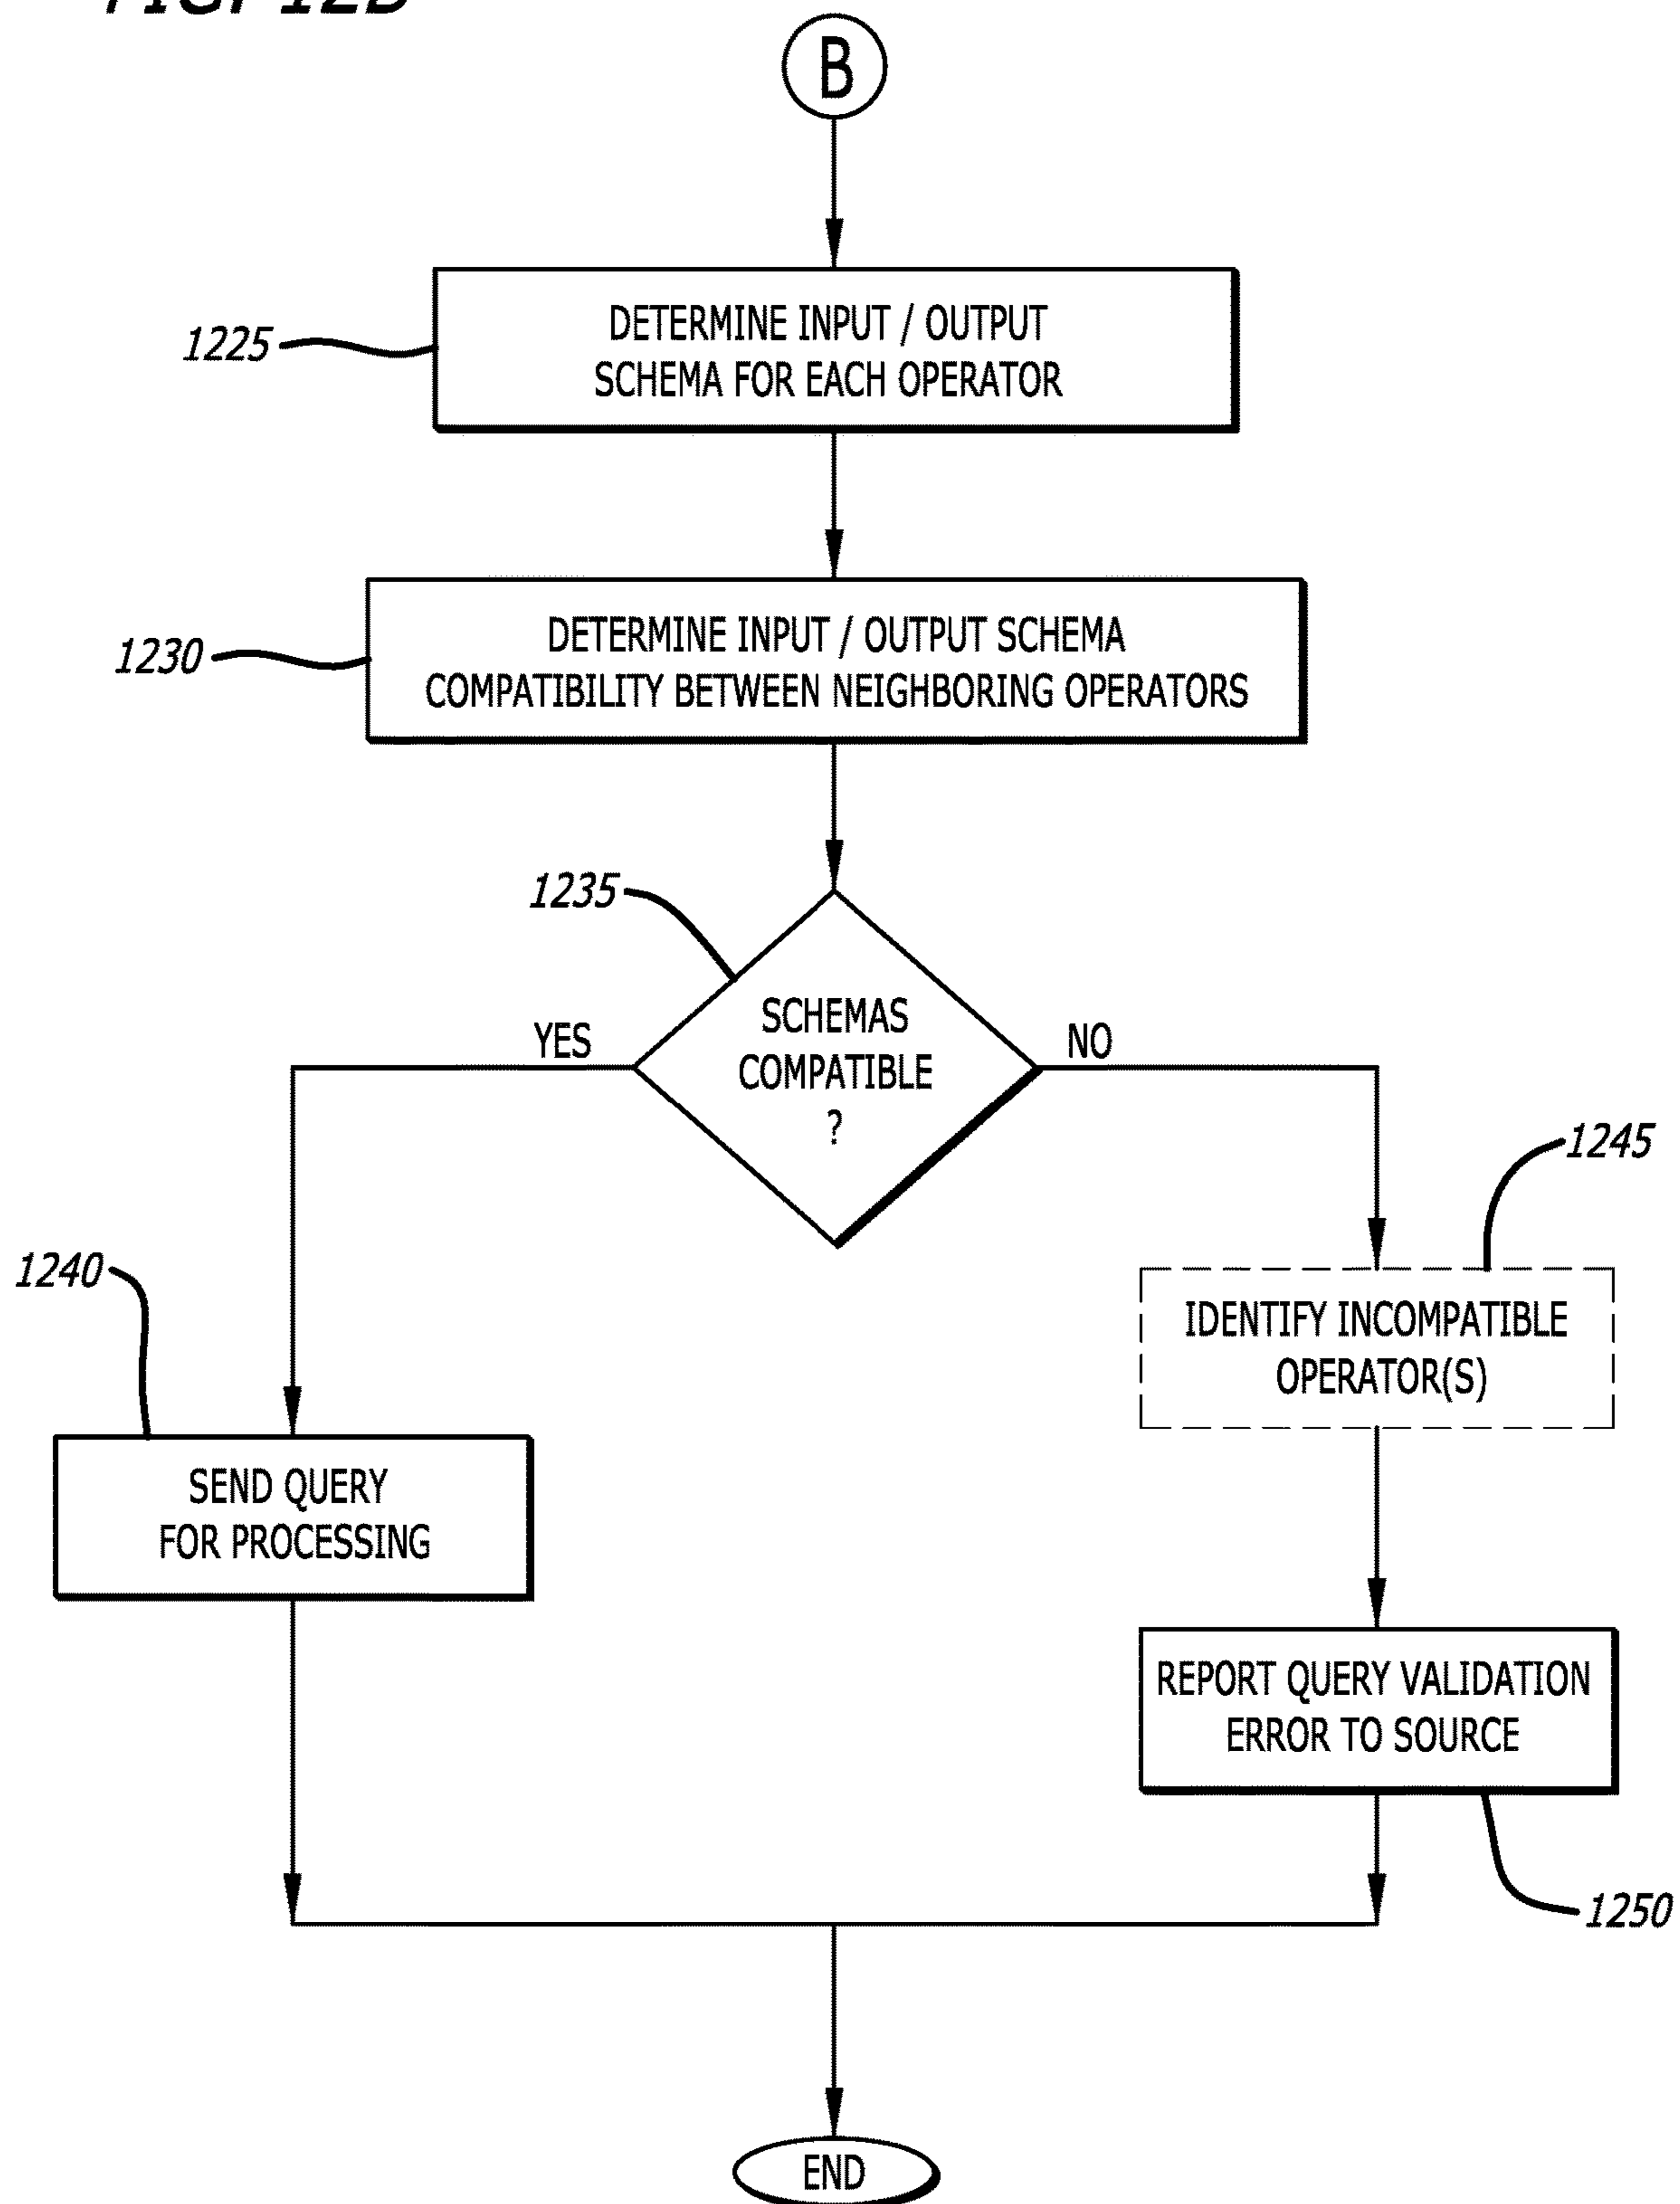 FIG. 12B
B
1225
DETERMINE INPUT / OUTPUT
SCHEMA FOR EACH OPERATOR
1230
DETERMINE INPUT / OUTPUT SCHEMA
COMPATIBILITY BETWEEN NEIGHBORING OPERATORS
1235
SCHEMAS
COMPATIBLE
?
YES
NO
1245
IDENTIFY INCOMPATIBLE
OPERATOR(S)
1240
SEND QUERY
FOR PROCESSING
REPORT QUERY VALIDATION
ERROR TO SOURCE
1250
END